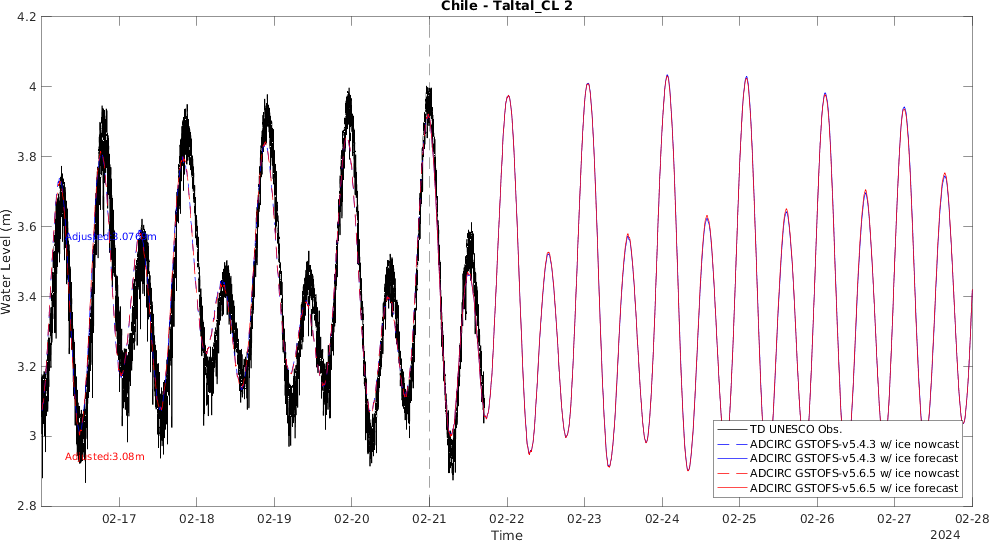 Chile - Taltal_CL 2
4.2
4
3.8
3.6
3.4
3.2
3
2.8
Water Level (m)
Adjusted:3.076m
Adjusted:3.08m
TD UNESCO Obs.
ADCIRC GSTOFS-v5.4.3 w/ ice nowcast
ADCIRC GSTOFS-v5.4.3 w/ ice forecast
ADCIRC GSTOFS-v5.6.5 w/ ice nowcast
ADCIRC GSTOFS-v5.6.5 w/ ice forecast
02-17 02-18 02-19 02-20 02-21 02-22 02-23 02-24 02-25 02-26 02-27 02-28
Time
2024